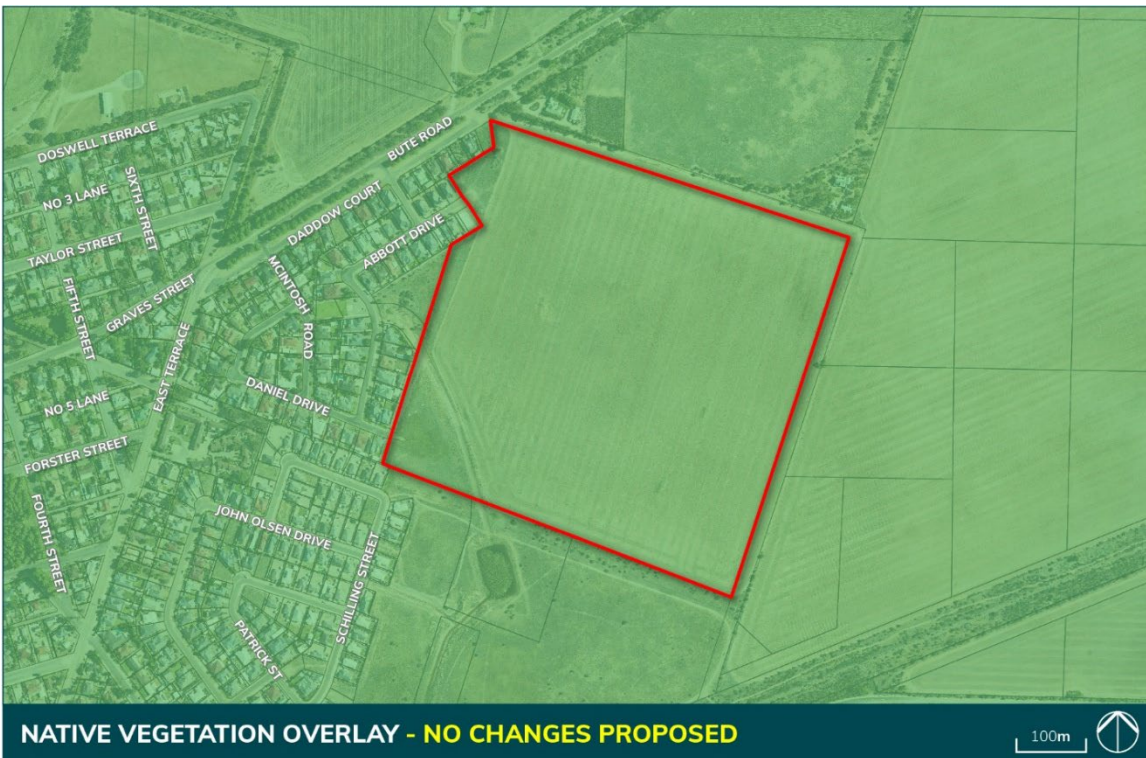 BUTE ROAD
DOSWELL TERRACE
SIXTH STREET
NO 3 LANE
DADDOW COURT
ABBOTT DRIVE
TAYLOR STREET
MCINTOSH ROAD
FIFTH STREET
GRAVES STREET
EAST TERRACE
DANIEL DRIVE
NO 5 LANE
FORSTER STREET
FOURTH STREET
JOHN OLSEN DRIVE
SCHILLING STREET
PATRICK ST
NATIVE VEGETATION OVERLAY - NO CHANGES PROPOSED
100m